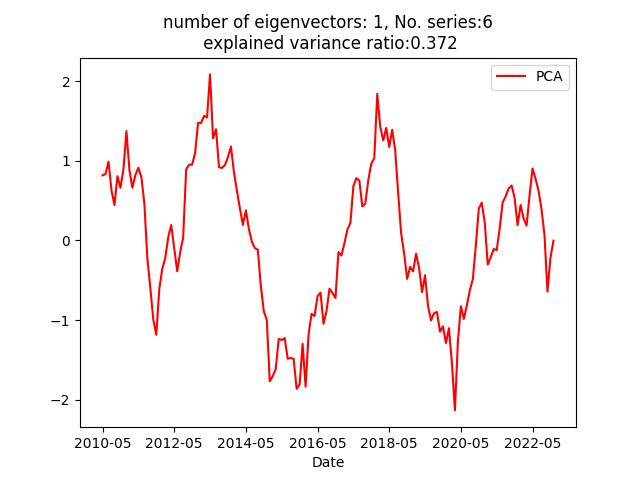 number of eigenvectors: 1, No. series:6
explained variance ratio:0.372
PCA
2
1
0
−1
−2
2010-05 2012-05 2014-05 2016-05 2018-05 2020-05 2022-05
Date